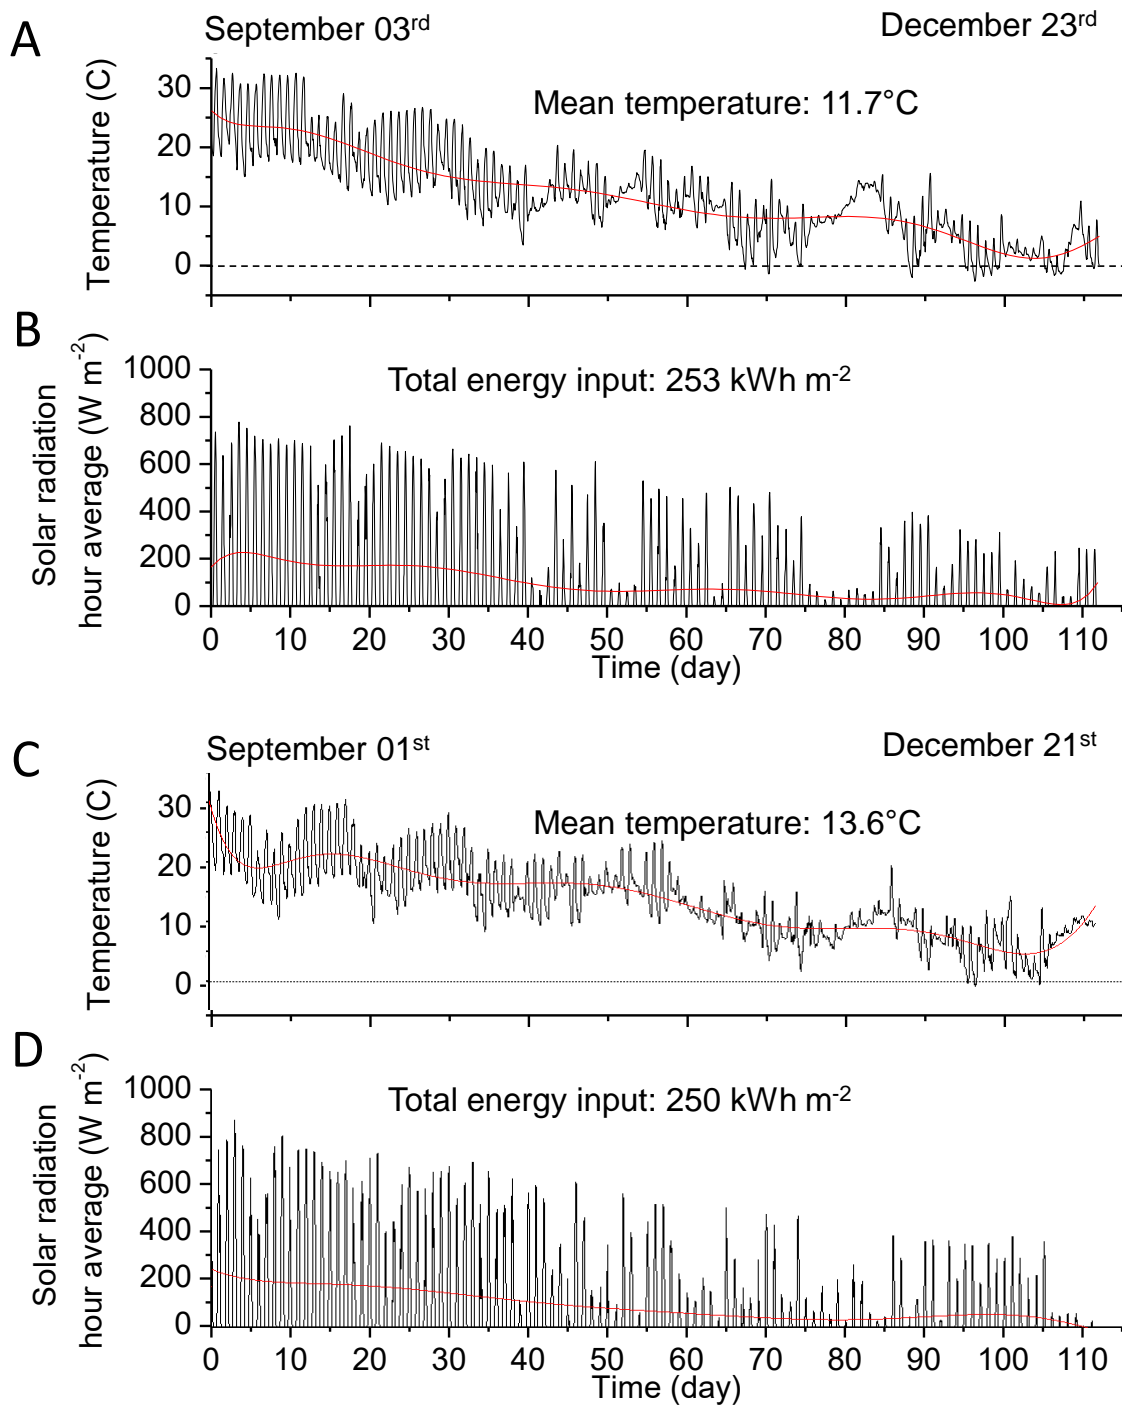 A
September 03rd
December 23rd
Temperature (C)
30
20
10
0
Mean temperature: 11.7°C
B
Solar radiation
hour average (W m-2)
1000
800
600
400
200
0
Total energy input: 253 kWh m-2
0 10 20 30 40 50 60 70 80 90 100 110
Time (day)
C
September 01st
December 21st
Temperature (C)
30
20
10
0
Mean temperature: 13.6°C
D
Solar radiation
hour average (W m-2)
1000
800
600
400
200
0
Total energy input: 250 kWh m-2
0 10 20 30 40 50 60 70 80 90 100 110
Time (day)